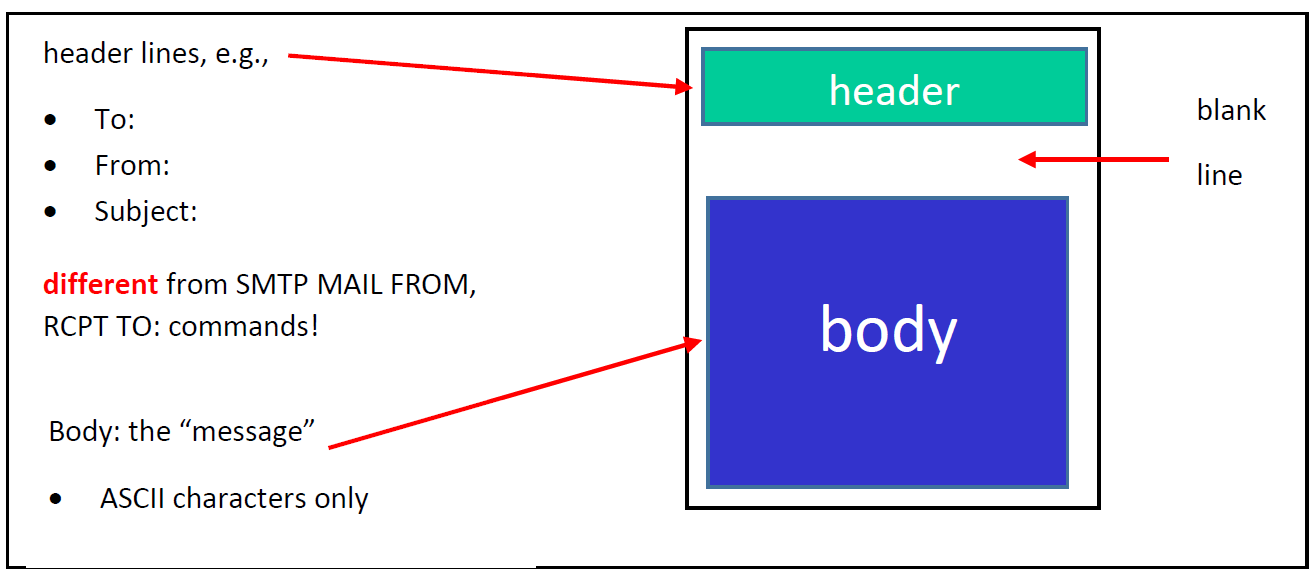 header lines, e.g.,
• To:
• From:
• Subject:
different from SMTP MAIL FROM,
RCPT TO: commands!
Body: the “message”
• ASCII characters only
header
body
blank
line